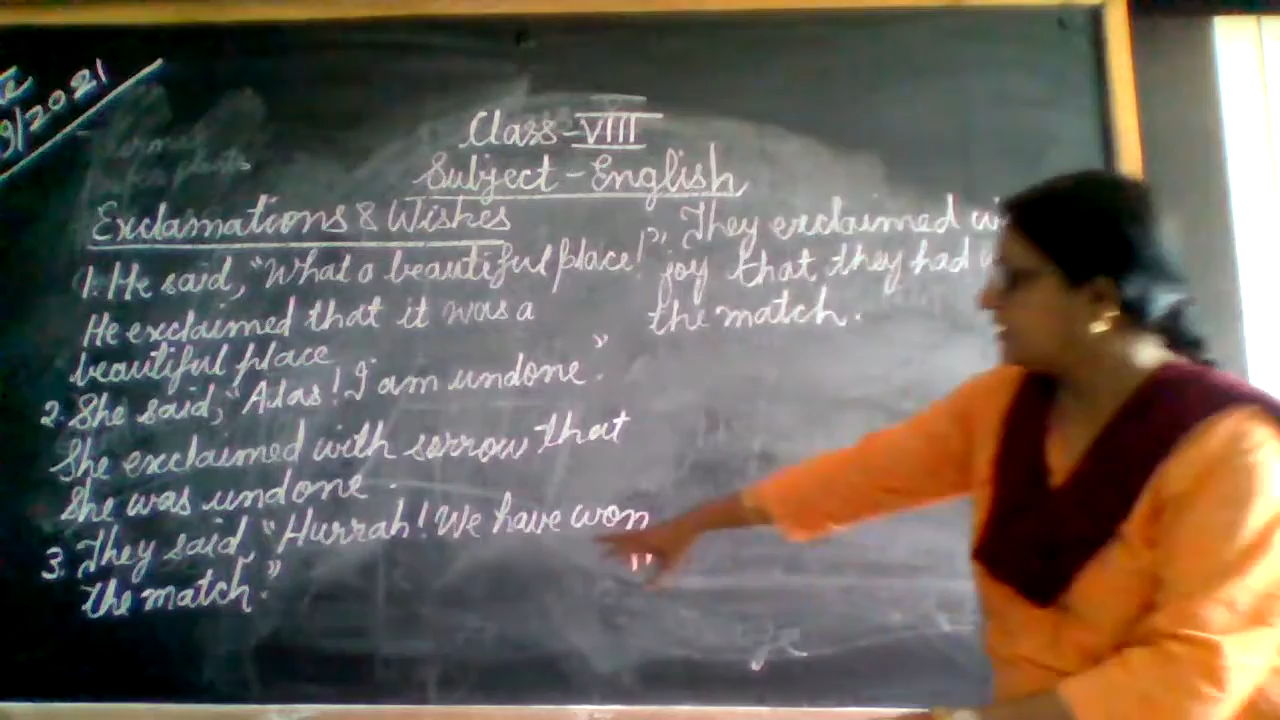 9/2021
Class-VIII
Subject-English
Exclamations & Wishes
1. He said, "What a beautiful place!"
He exclaimed that it was a
beautiful place
2. She said, "Alas! I am undone."
She exclaimed with sorrow that
She was undone.
3. They said, "Hurrah! We have won
the match."
They exclaimed
joy that they had
the match.